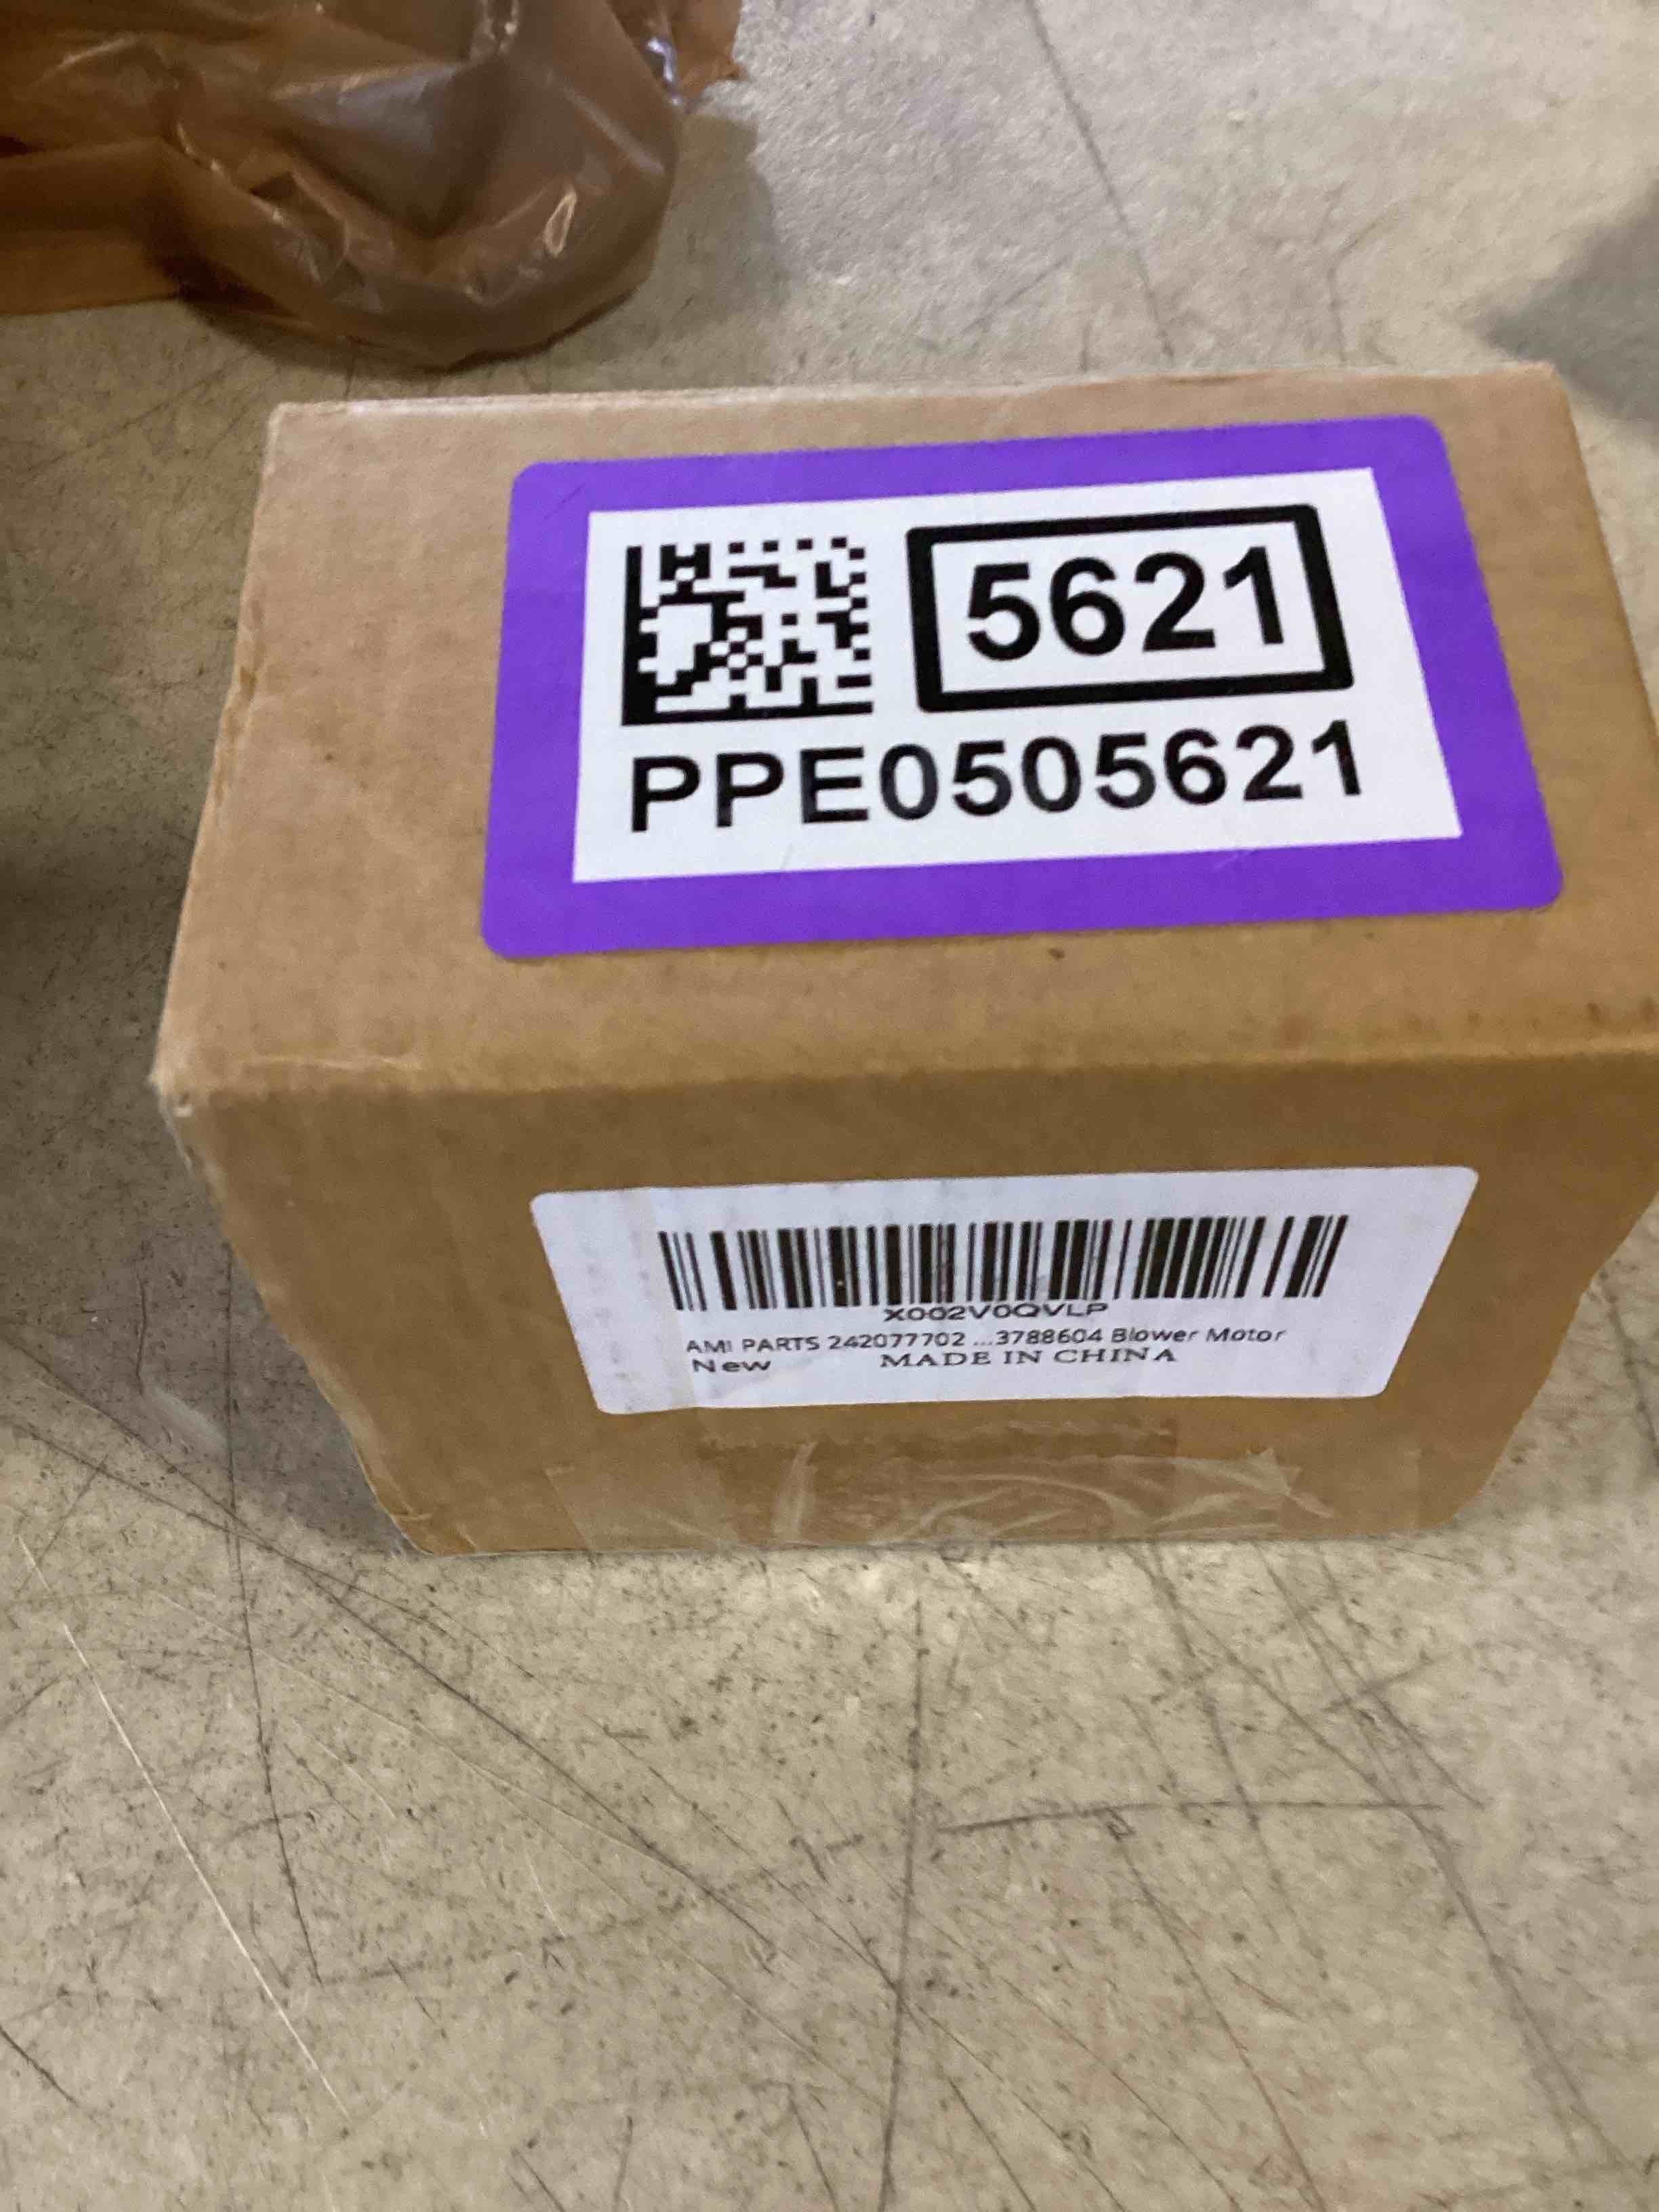 5621
PPE0505621
X002V0QVLP
AMI PARTS 242077702 ...3788604 Blower Motor
New MADE IN CHINA